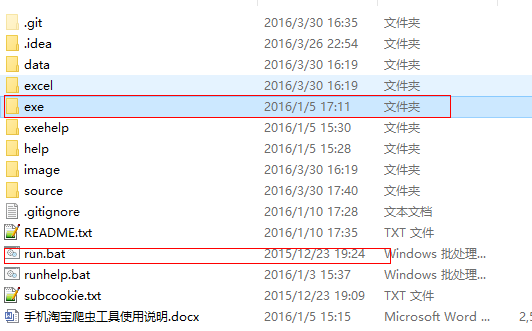 .git 2016/3/30 16:35 文件夹
.idea 2016/3/26 22:54 文件夹
data 2016/3/30 16:19 文件夹
excel 2016/3/30 16:19 文件夹
exe 2016/1/5 17:11 文件夹
exehelp 2016/1/5 15:30 文件夹
help 2016/1/5 15:28 文件夹
image 2016/3/30 16:19 文件夹
source 2016/3/30 17:40 文件夹
.gitignore 2016/1/10 17:28 文本文档
README.txt 2016/1/10 17:35 TXT 文件
run.bat 2015/12/23 19:24 Windows 批处理...
runhelp.bat 2016/1/3 15:37 Windows 批处理...
subcookie.txt 2015/12/23 19:09 TXT 文件
手机淘宝爬虫工具使用说明.docx 2016/1/5 15:15 Microsoft Word ... 2,5